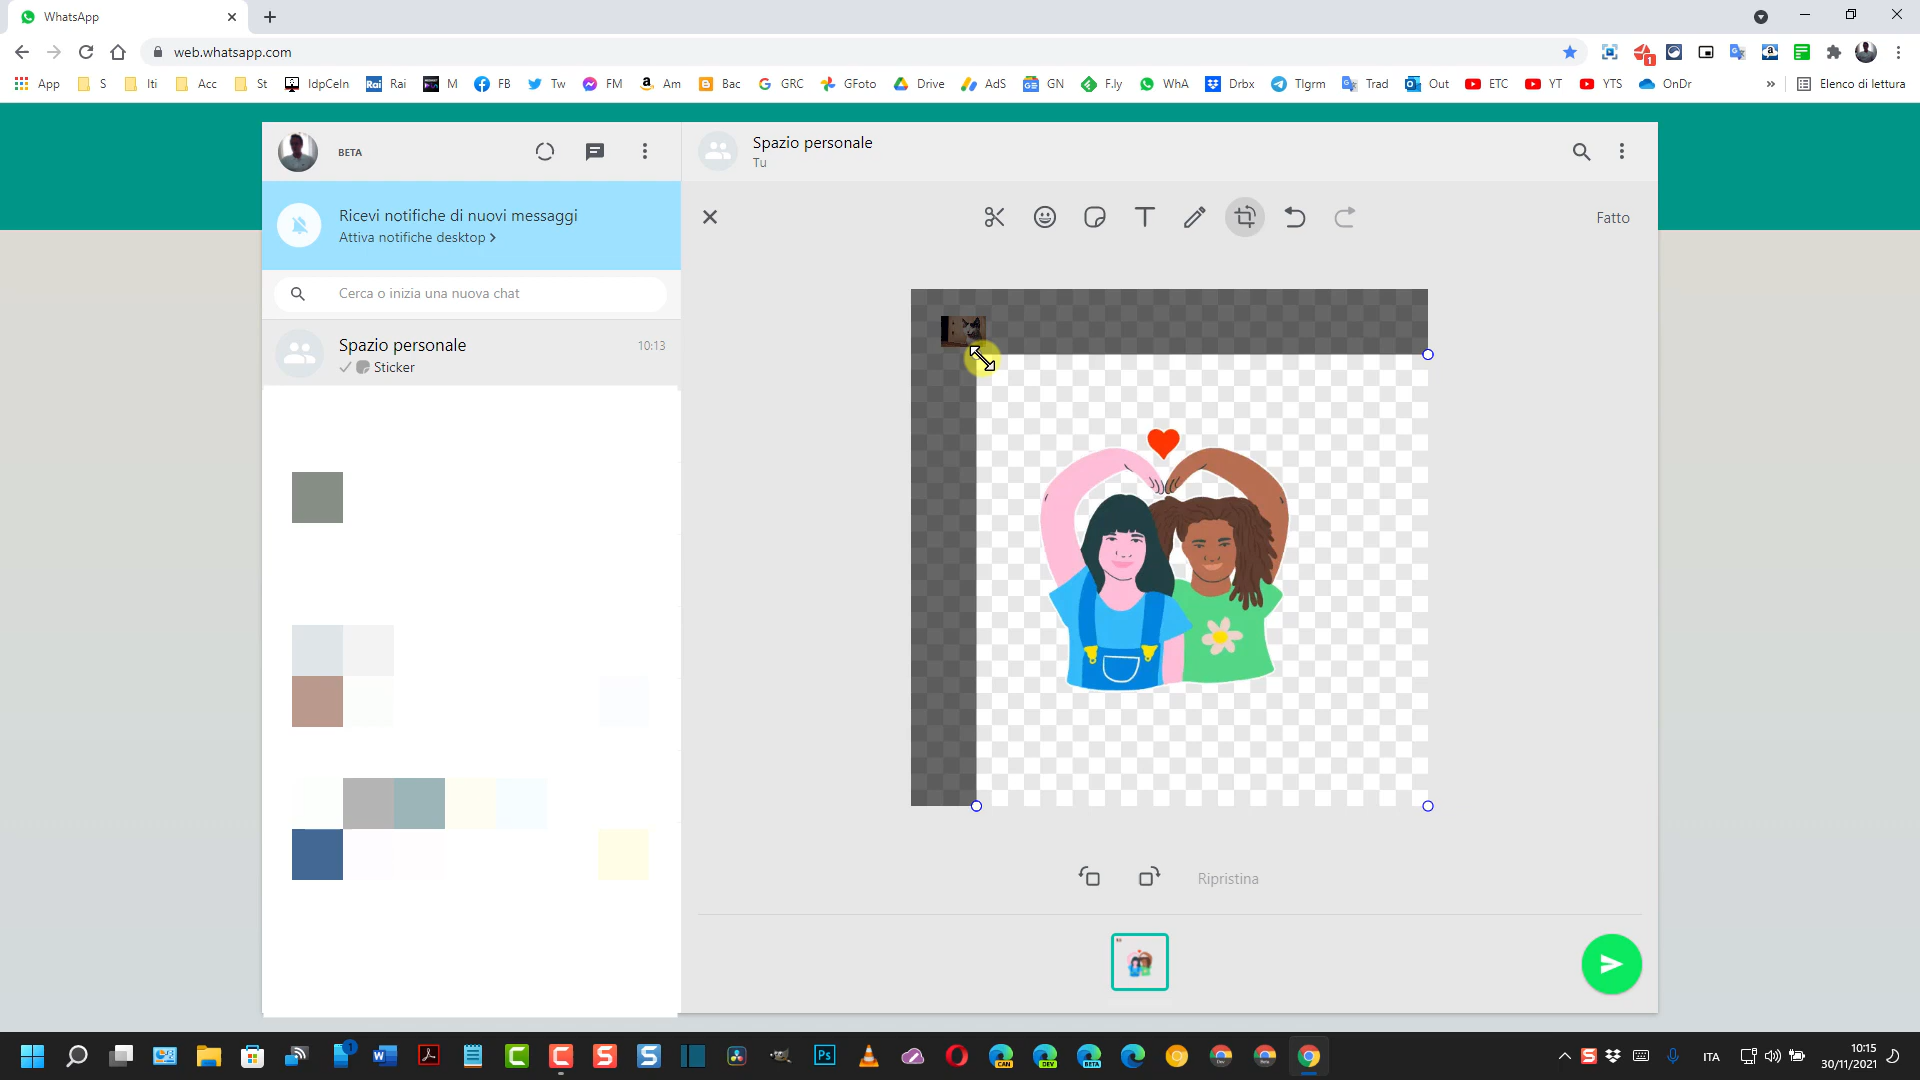 WhatsApp
web.whatsapp.com
App S Iti Acc St IdpCeln Rai M FB Tw FM Am Bac GRC GFoto Drive AdS GN F.ly WhA Drbx Tlgrm Trad Out ETC YT YTS OnDr » Elenco di lettura
BETA
Ricevi notifiche di nuovi messaggi
Attiva notifiche desktop >
Cerca o inizia una nuova chat
Spazio personale 10:13
Sticker
Spazio personale
Tu
Fatto
Ripristina
ITA
10:15
30/11/2021